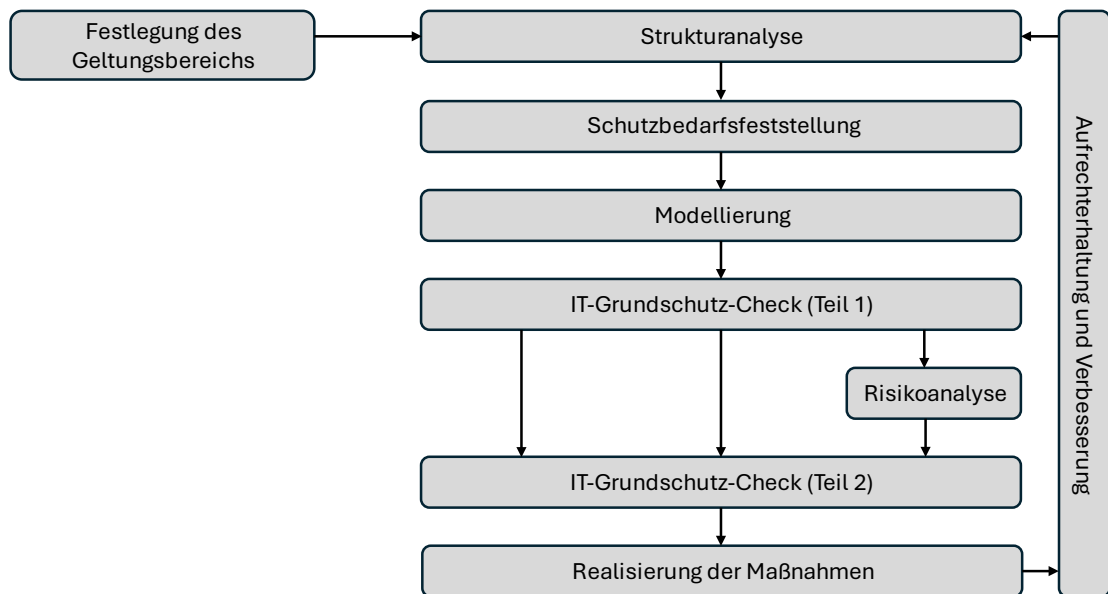 Festlegung des
Geltungsbereichs
Strukturanalyse
Schutzbedarfsfeststellung
Modellierung
IT-Grundschutz-Check (Teil 1)
Risikoanalyse
IT-Grundschutz-Check (Teil 2)
Realisierung der Maßnahmen
Aufrechterhaltung und Verbesserung